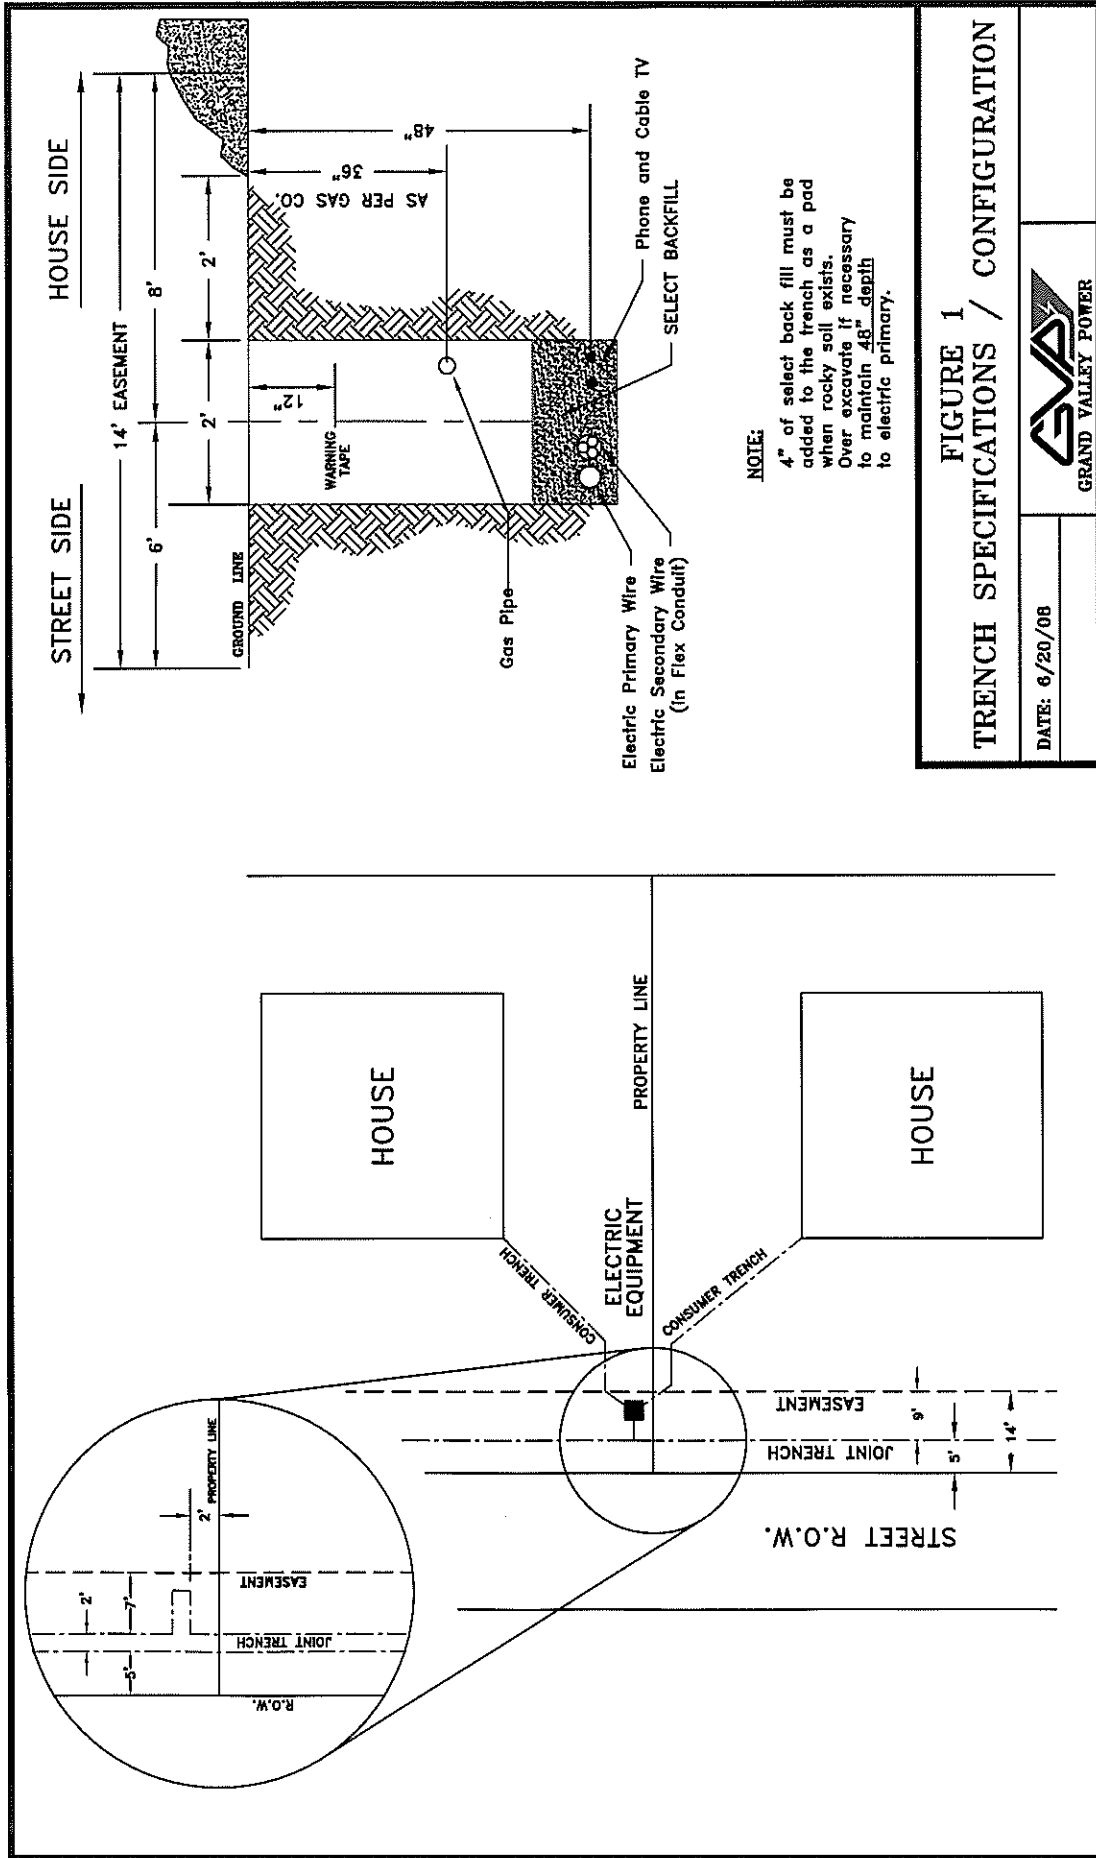 STREET SIDE
HOUSE SIDE
14' EASEMENT
6'
8'
2'
2'
GROUND LINE
12"
WARNING
TAPE
36"
AS PER GAS CO.
48"
Gas Pipe
Electric Primary Wire
Electric Secondary Wire
(In Flex Conduit)
Phone and Cable TV
SELECT BACKFILL
NOTE:
4" of select back fill must be
added to the trench as a pad
when rocky soil exists.
Over excavate if necessary
to maintain 48" depth
to electric primary.
R.O.W.
5'
2'
7'
JOINT TRENCH
EASEMENT
2'
PROPERTY LINE
HOUSE
HOUSE
CONSUMER TRENCH
CONSUMER TRENCH
ELECTRIC
EQUIPMENT
PROPERTY LINE
STREET R.O.W.
JOINT TRENCH
EASEMENT
5'
9'
14'
FIGURE 1
TRENCH SPECIFICATIONS / CONFIGURATION
DATE: 6/20/08
GVP
GRAND VALLEY POWER